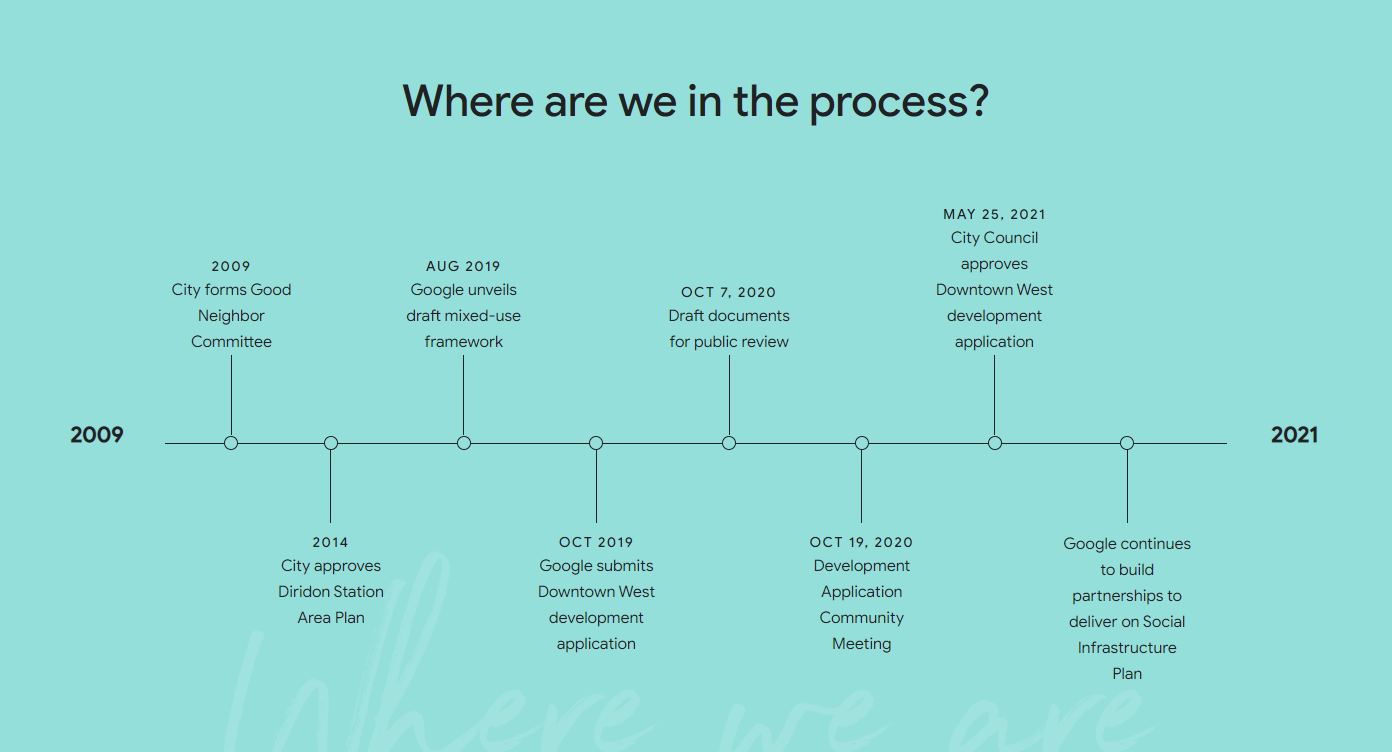 Where are we in the process?
2009
City forms Good
Neighbor
Committee
AUG 2019
Google unveils
draft mixed-use
framework
OCT 7, 2020
Draft documents
for public review
MAY 25, 2021
City Council
approves
Downtown West
development
application
2009
2021
2014
City approves
Diridon Station
Area Plan
OCT 2019
Google submits
Downtown West
development
application
OCT 19, 2020
Development
Application
Community
Meeting
Google continues
to build
partnerships to
deliver on Social
Infrastructure
Plan
Where we are